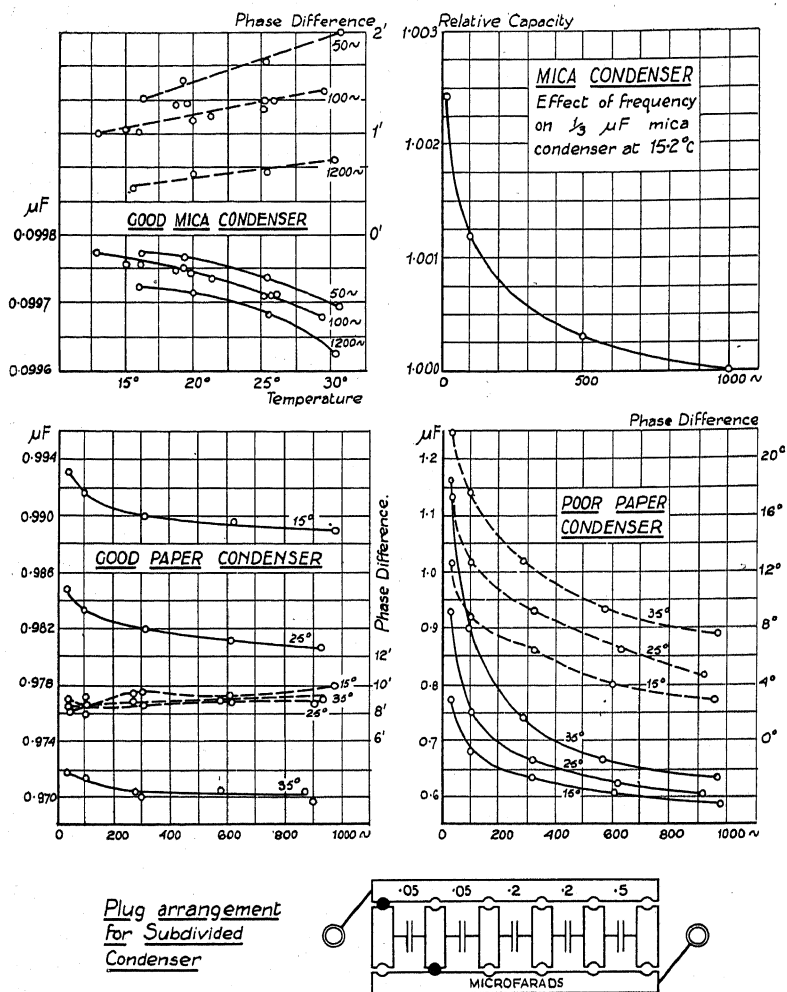 Phase Difference
2'
50~
100~
1'
1200~
µF
GOOD MICA CONDENSER
0'
0·0998
50~
0·0997
100~
1200~
0·0996
15° 20° 25° 30°
Temperature
Relative Capacity
1·003
MICA CONDENSER
Effect of frequency
on 1/3 µF mica
condenser at 15·2°C
1·002
1·001
1·000
0 500 1000 ~
µF
0·994
15°
0·990
GOOD PAPER CONDENSER
0·986
25°
0·982
12'
0·978
15° 10'
35°
25° 8'
0·974
6'
35°
0·970
0 200 400 600 800 1000 ~
Phase Difference.
Phase Difference
µF
1·2
20°
POOR PAPER
CONDENSER
1·1
16°
1·0
12°
35°
0·9
8°
25°
0·8
15°
4°
0·7
35°
0°
25°
15°
0·6
0 200 400 600 800 1000 ~
Plug arrangement
for Subdivided
Condenser
·05 ·05 ·2 ·2 ·5
MICROFARADS